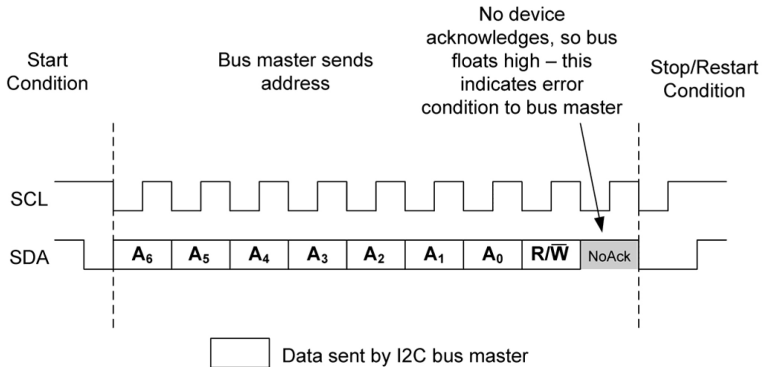 Start
Condition
Bus master sends
address
No device
acknowledges, so bus
floats high – this
indicates error
condition to bus master
Stop/Restart
Condition
SCL
SDA
A₆ A₅ A₄ A₃ A₂ A₁ A₀ R/W̅ NoAck
Data sent by I2C bus master